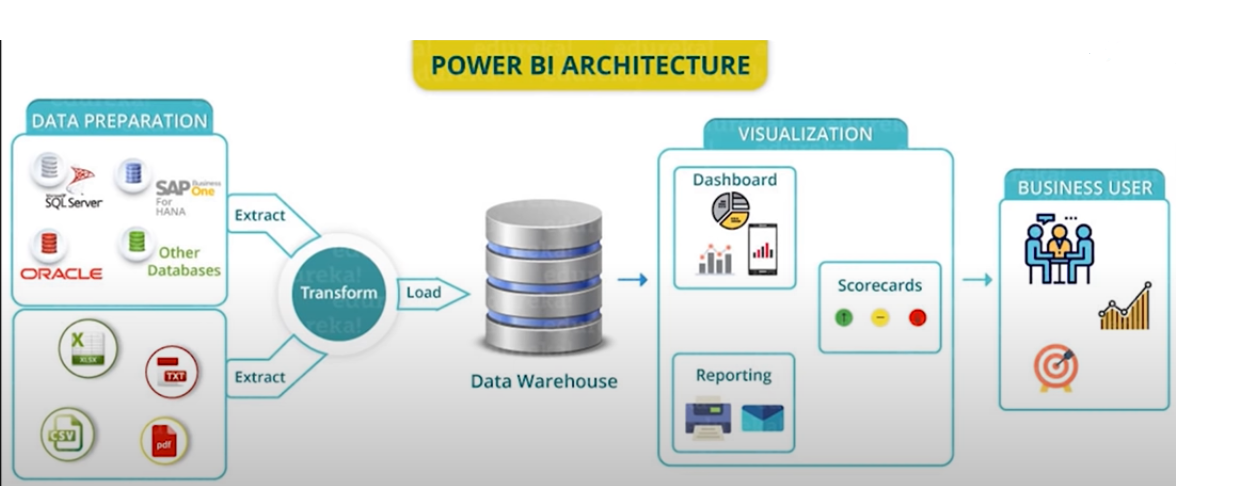 POWER BI ARCHITECTURE
DATA PREPARATION
SQL Server
SAP Business
One
For
HANA
ORACLE
Other
Databases
X
XLSX
TXT
CSV
pdf
Extract
Extract
Transform
Load
Data Warehouse
VISUALIZATION
Dashboard
Scorecards
Reporting
BUSINESS USER
edureka!